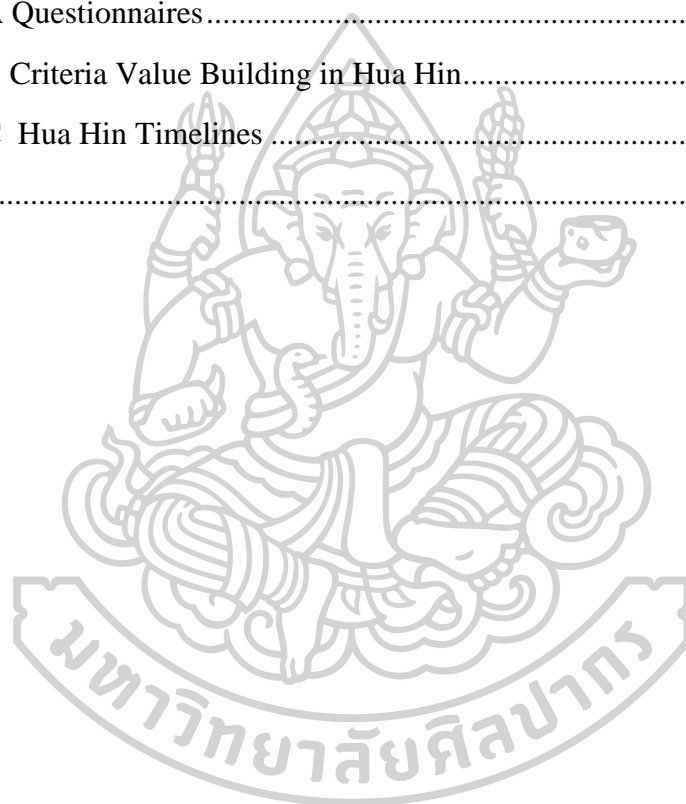 Questionnaires..............................................................
Criteria Value Building in Hua Hin.............................
Hua Hin Timelines .....................................................
.......................................................................................
มหาวิทยาลัยศิลปากร